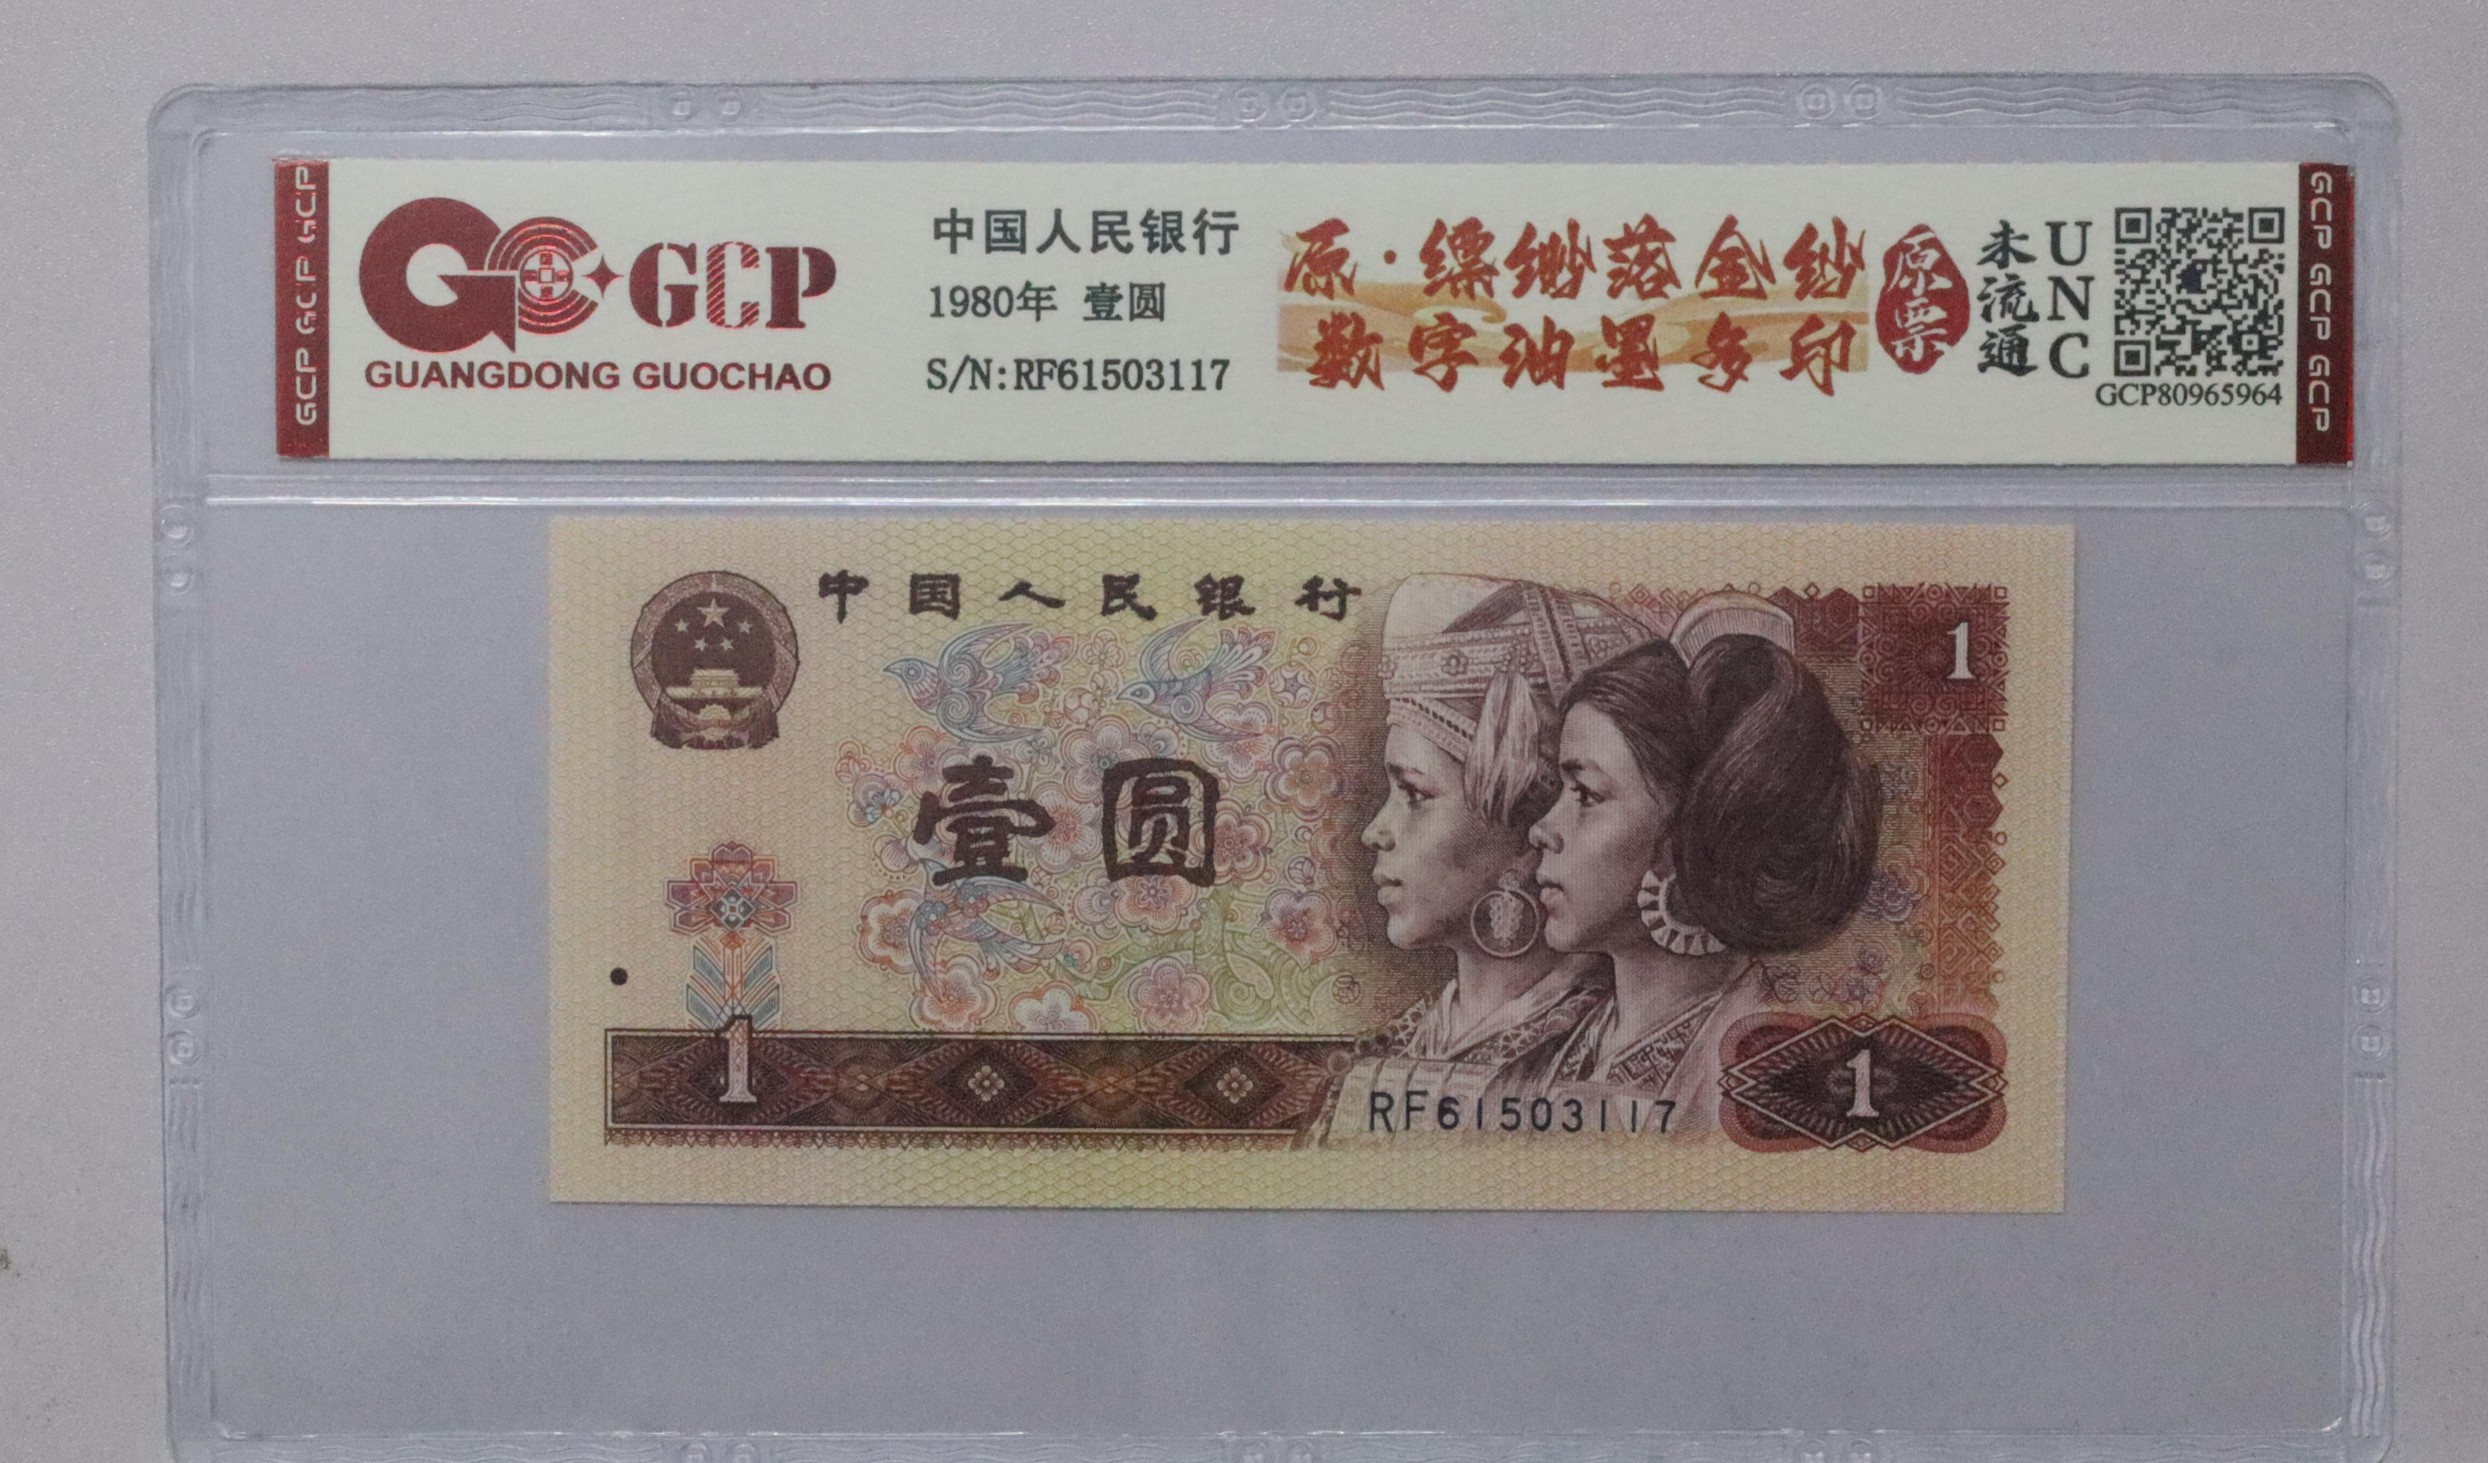 GCP GCP GCP
GCP
GUANGDONG GUOCHAO
中国人民银行
1980年 壹圆
S/N:RF61503117
原·缥缈落金纱
数字油墨多印
原票
未流通
UNC
GCP80965964
GCP GCP GCP
中国人民银行
1
壹圆
1
RF61503117
1